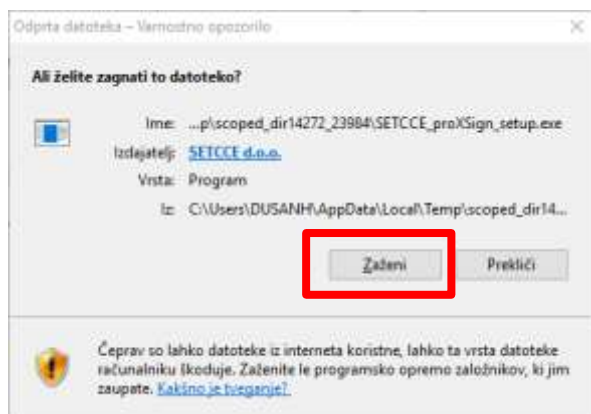 Odprta datoteka – Varnostno opozorilo
Ali želite zagnati to datoteko?
Ime: ...p\scoped_dir14272_23984\SETCCE_proXSign_setup.exe
Izdajatelj: SETCCE d.o.o.
Vrsta: Program
Iz: C:\Users\DUSANH\AppData\Local\Temp\scoped_dir14...
Zaženi Prekliči
Čeprav so lahko datoteke iz interneta koristne, lahko ta vrsta datoteke
računalniku škoduje. Zaženite le programsko opremo založnikov, ki jim
zaupate. Kakšno je tveganje?